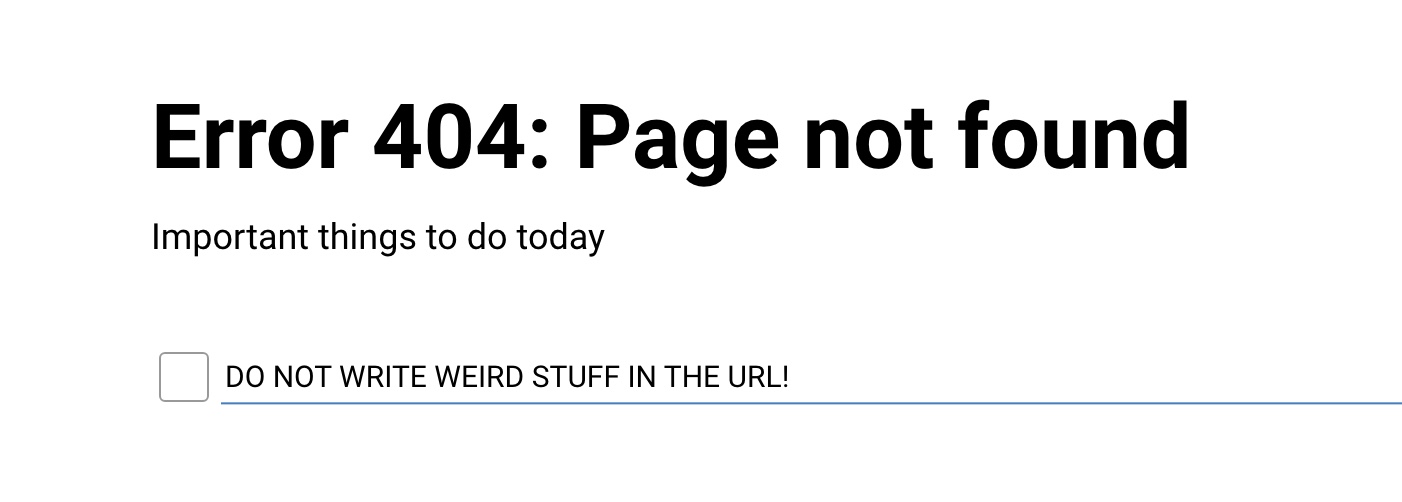 Error 404: Page not found
Important things to do today
DO NOT WRITE WEIRD STUFF IN THE URL!